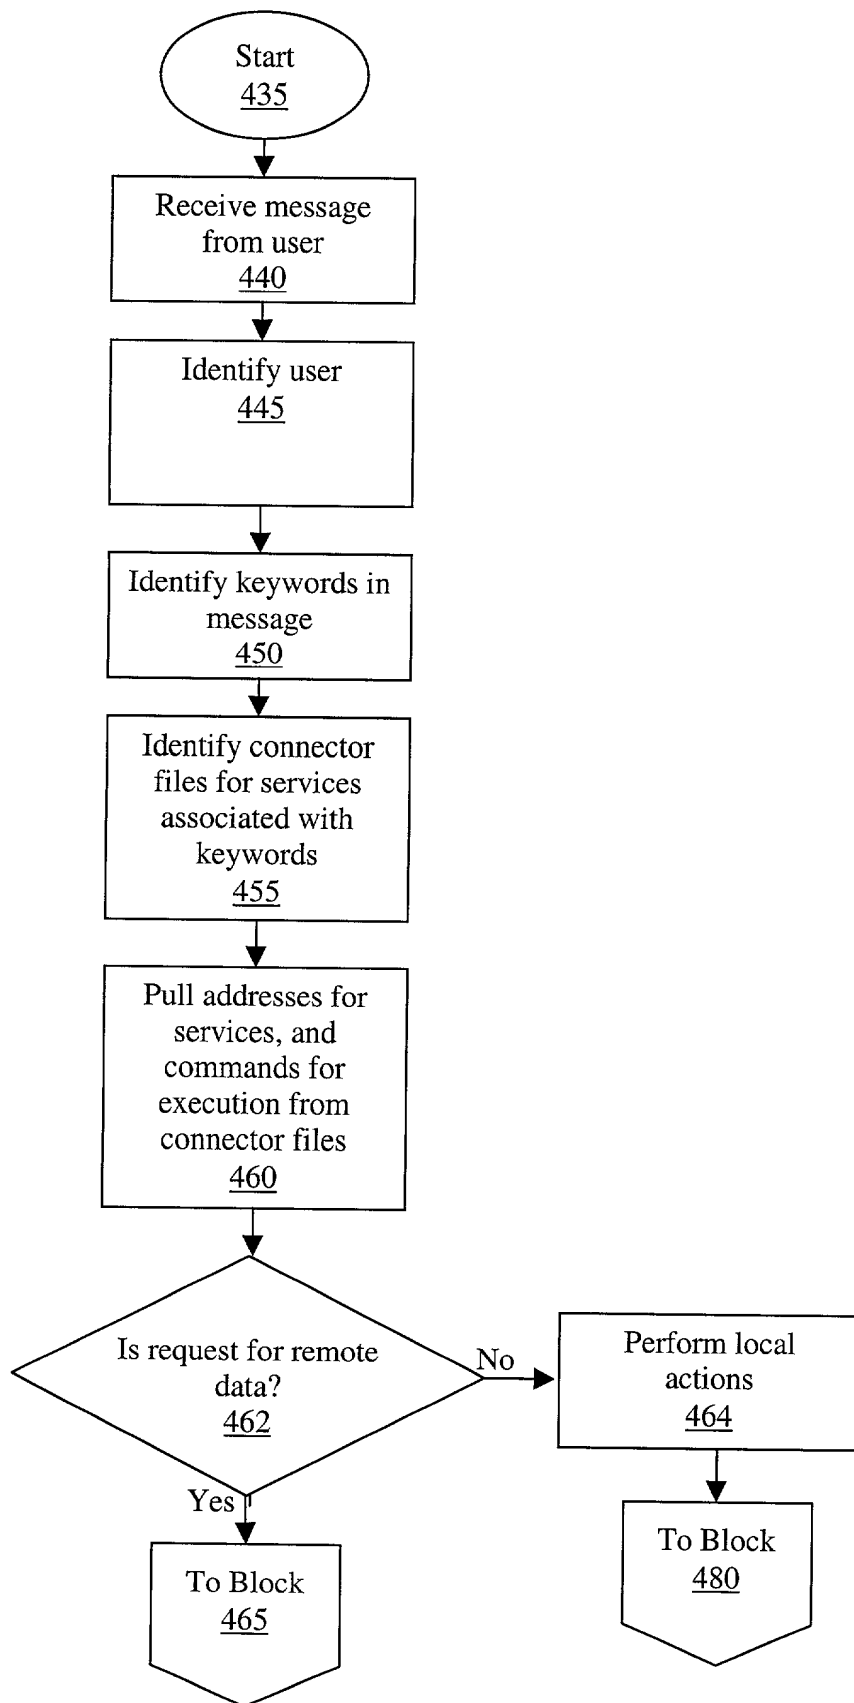 Start
435
Receive message
from user
440
Identify user
445
Identify keywords in
message
450
Identify connector
files for services
associated with
keywords
455
Pull addresses for
services, and
commands for
execution from
connector files
460
Is request for remote
data?
462
No
Perform local
actions
464
Yes
To Block
465
To Block
480